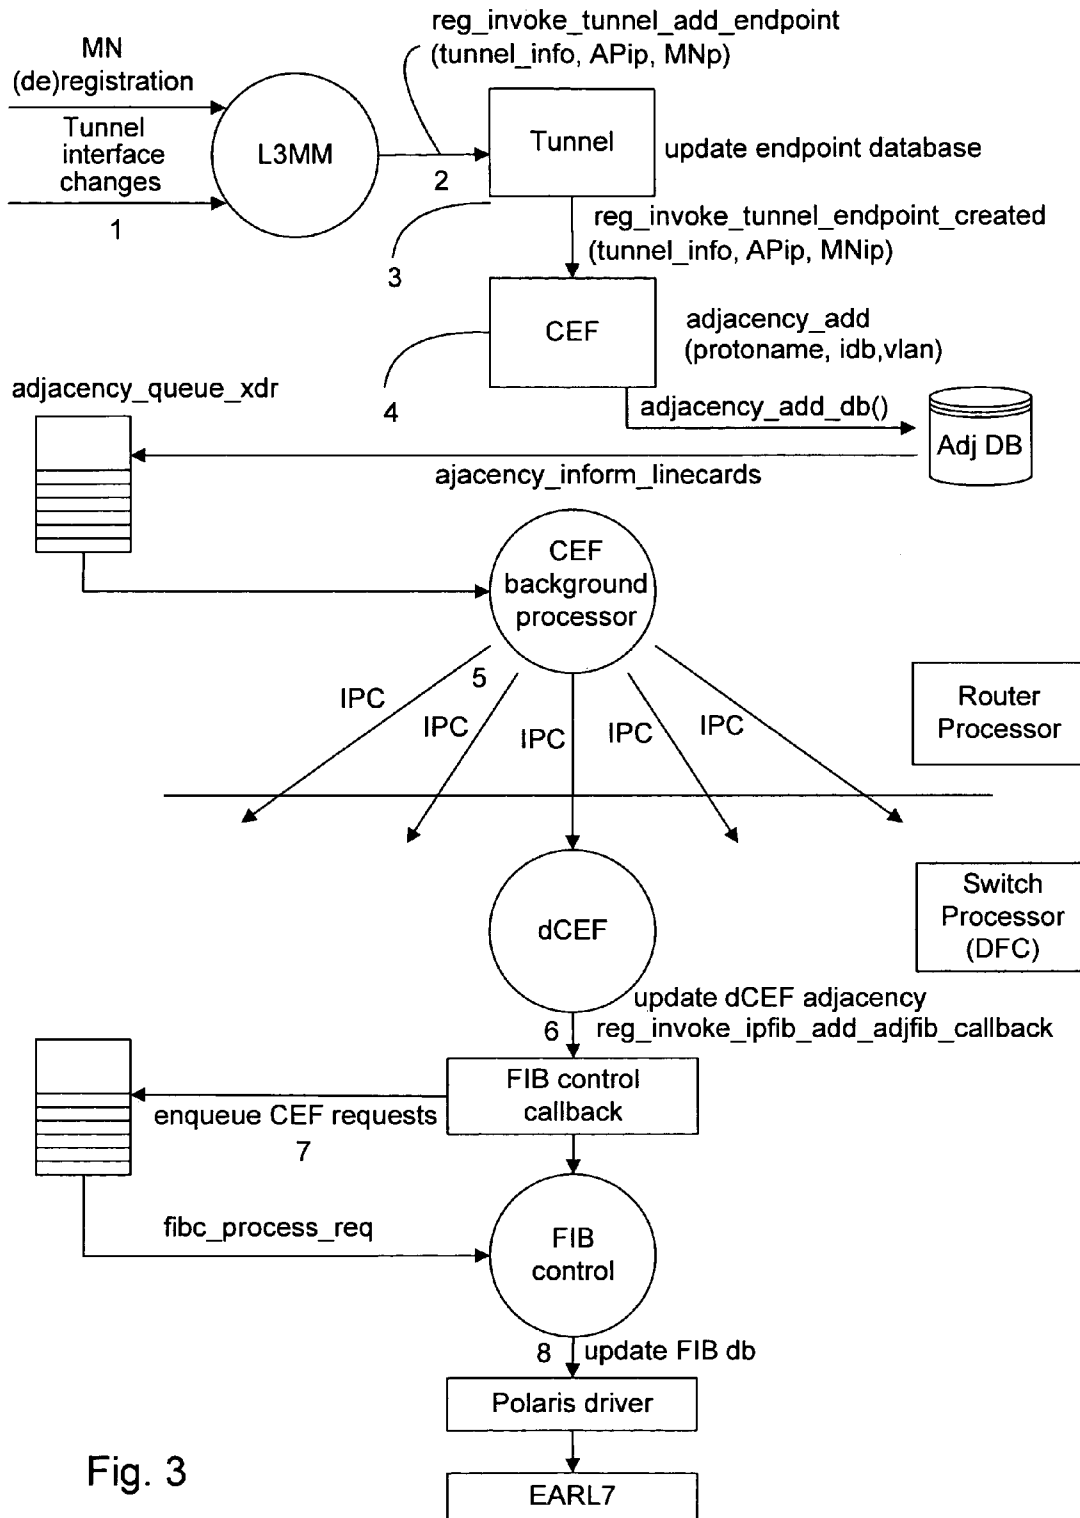 reg_invoke_tunnel_add_endpoint
(tunnel_info, APip, MNp)
MN
(de)registration
Tunnel
interface
changes
1
L3MM
2
Tunnel
update endpoint database
3
reg_invoke_tunnel_endpoint_created
(tunnel_info, APip, MNip)
CEF
4
adjacency_add
(protoname, idb,vlan)
adjacency_queue_xdr
adjacency_add_db()
Adj DB
ajacency_inform_linecards
CEF
background
processor
5
IPC
IPC
IPC
IPC
IPC
Router
Processor
Switch
Processor
(DFC)
dCEF
update dCEF adjacency
6
reg_invoke_ipfib_add_adjfib_callback
FIB control
callback
enqueue CEF requests
7
fibc_process_req
FIB
control
8
update FIB db
Polaris driver
EARL7
Fig. 3